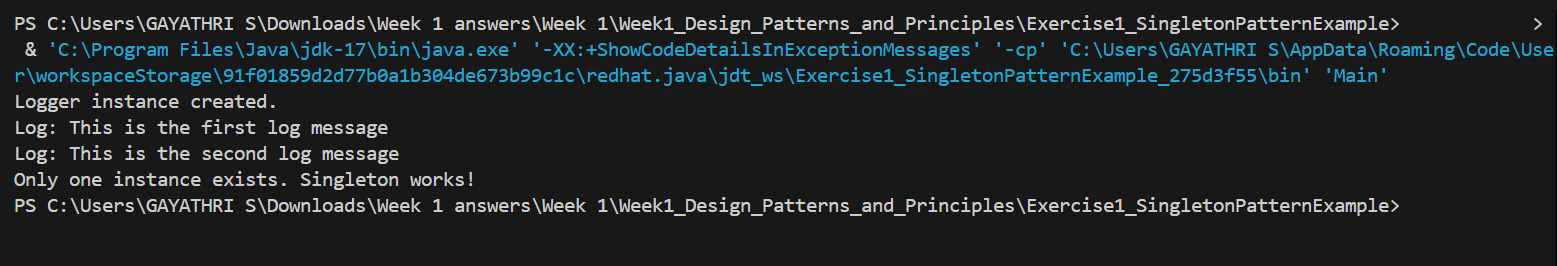 PS C:\Users\GAYATHRI S\Downloads\Week 1 answers\Week 1\Week1_Design_Patterns_and_Principles\Exercise1_SingletonPatternExample>            >
 & 'C:\Program Files\Java\jdk-17\bin\java.exe' '-XX:+ShowCodeDetailsInExceptionMessages' '-cp' 'C:\Users\GAYATHRI S\AppData\Roaming\Code\Use
r\workspaceStorage\91f01859d2d77b0a1b304de673b99c1c\redhat.java\jdt_ws\Exercise1_SingletonPatternExample_275d3f55\bin' 'Main'
Logger instance created.
Log: This is the first log message
Log: This is the second log message
Only one instance exists. Singleton works!
PS C:\Users\GAYATHRI S\Downloads\Week 1 answers\Week 1\Week1_Design_Patterns_and_Principles\Exercise1_SingletonPatternExample>